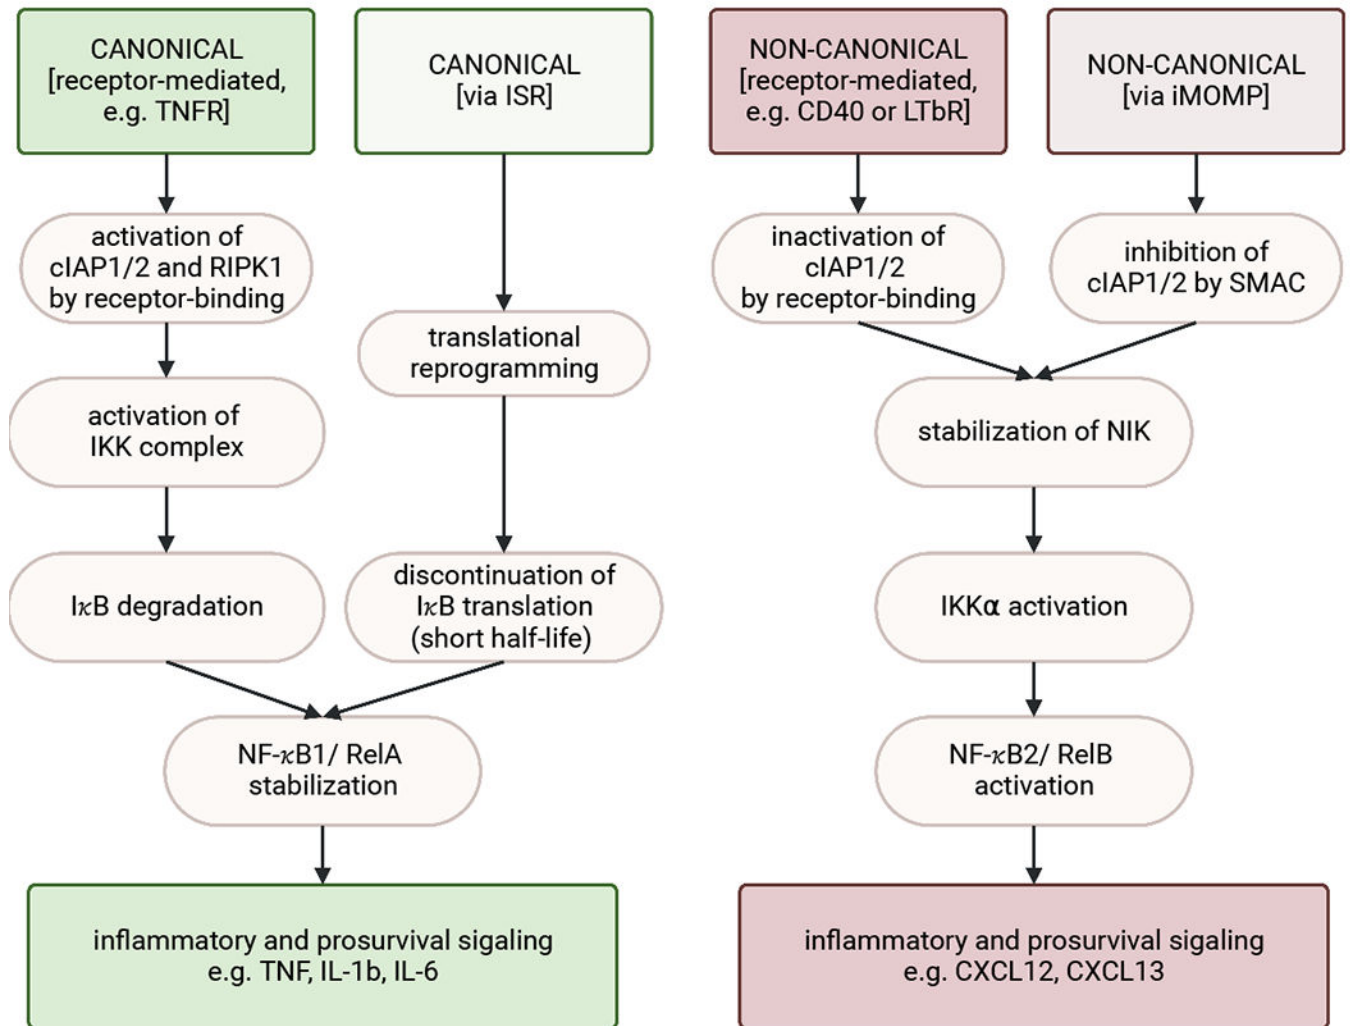 CANONICAL
[receptor-mediated,
e.g. TNFR]
CANONICAL
[via ISR]
NON-CANONICAL
[receptor-mediated,
e.g. CD40 or LTbR]
NON-CANONICAL
[via iMOMP]
activation of
cIAP1/2 and RIPK1
by receptor-binding
inactivation of
cIAP1/2
by receptor-binding
inhibition of
cIAP1/2 by SMAC
translational
reprogramming
activation of
IKK complex
stabilization of NIK
IκB degradation
discontinuation of
IκB translation
(short half-life)
IKKα activation
NF-κB1/ RelA
stabilization
NF-κB2/ RelB
activation
inflammatory and prosurvival sigaling
e.g. TNF, IL-1b, IL-6
inflammatory and prosurvival sigaling
e.g. CXCL12, CXCL13